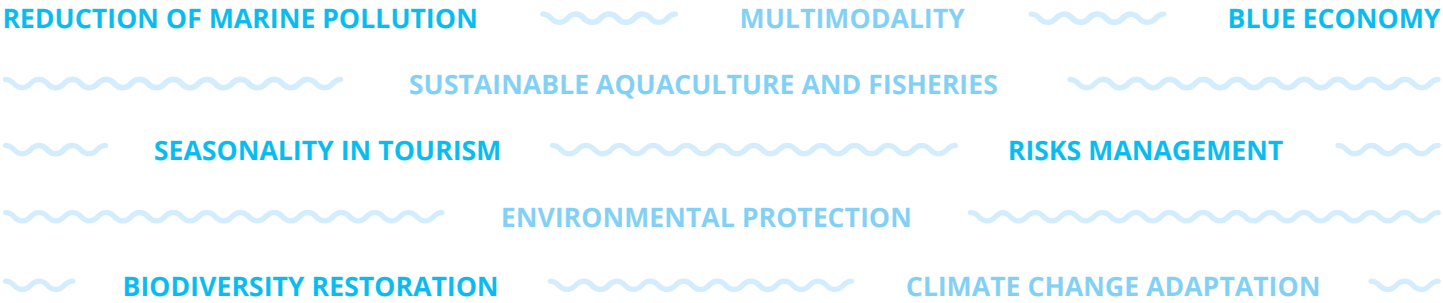 REDUCTION OF MARINE POLLUTION MULTIMODALITY BLUE ECONOMY
SUSTAINABLE AQUACULTURE AND FISHERIES
SEASONALITY IN TOURISM RISKS MANAGEMENT
ENVIRONMENTAL PROTECTION
BIODIVERSITY RESTORATION CLIMATE CHANGE ADAPTATION